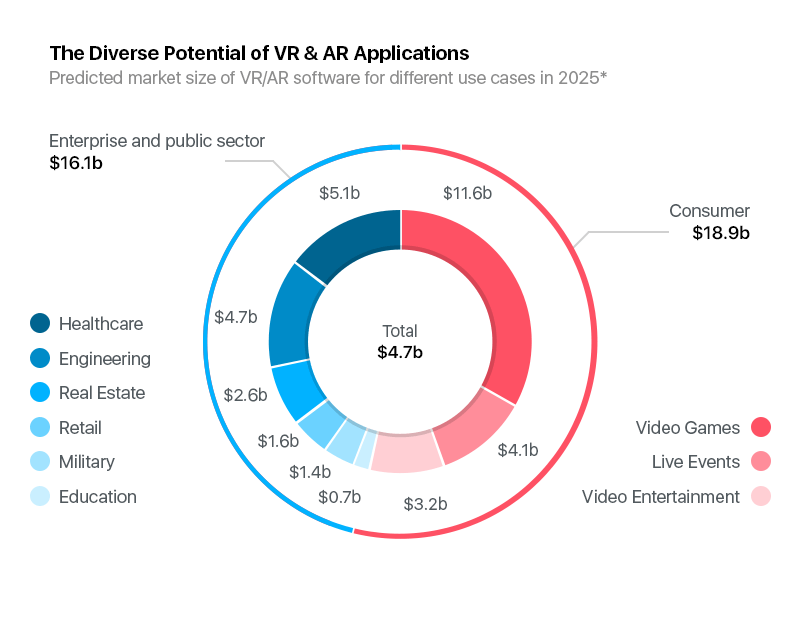 The Diverse Potential of VR & AR Applications
Predicted market size of VR/AR software for different use cases in 2025*
Enterprise and public sector
$16.1b
Consumer
$18.9b
$5.1b
$11.6b
$4.7b
$2.6b
$1.6b
$1.4b
$0.7b
$3.2b
$4.1b
Total
$4.7b
Healthcare
Engineering
Real Estate
Retail
Military
Education
Video Games
Live Events
Video Entertainment